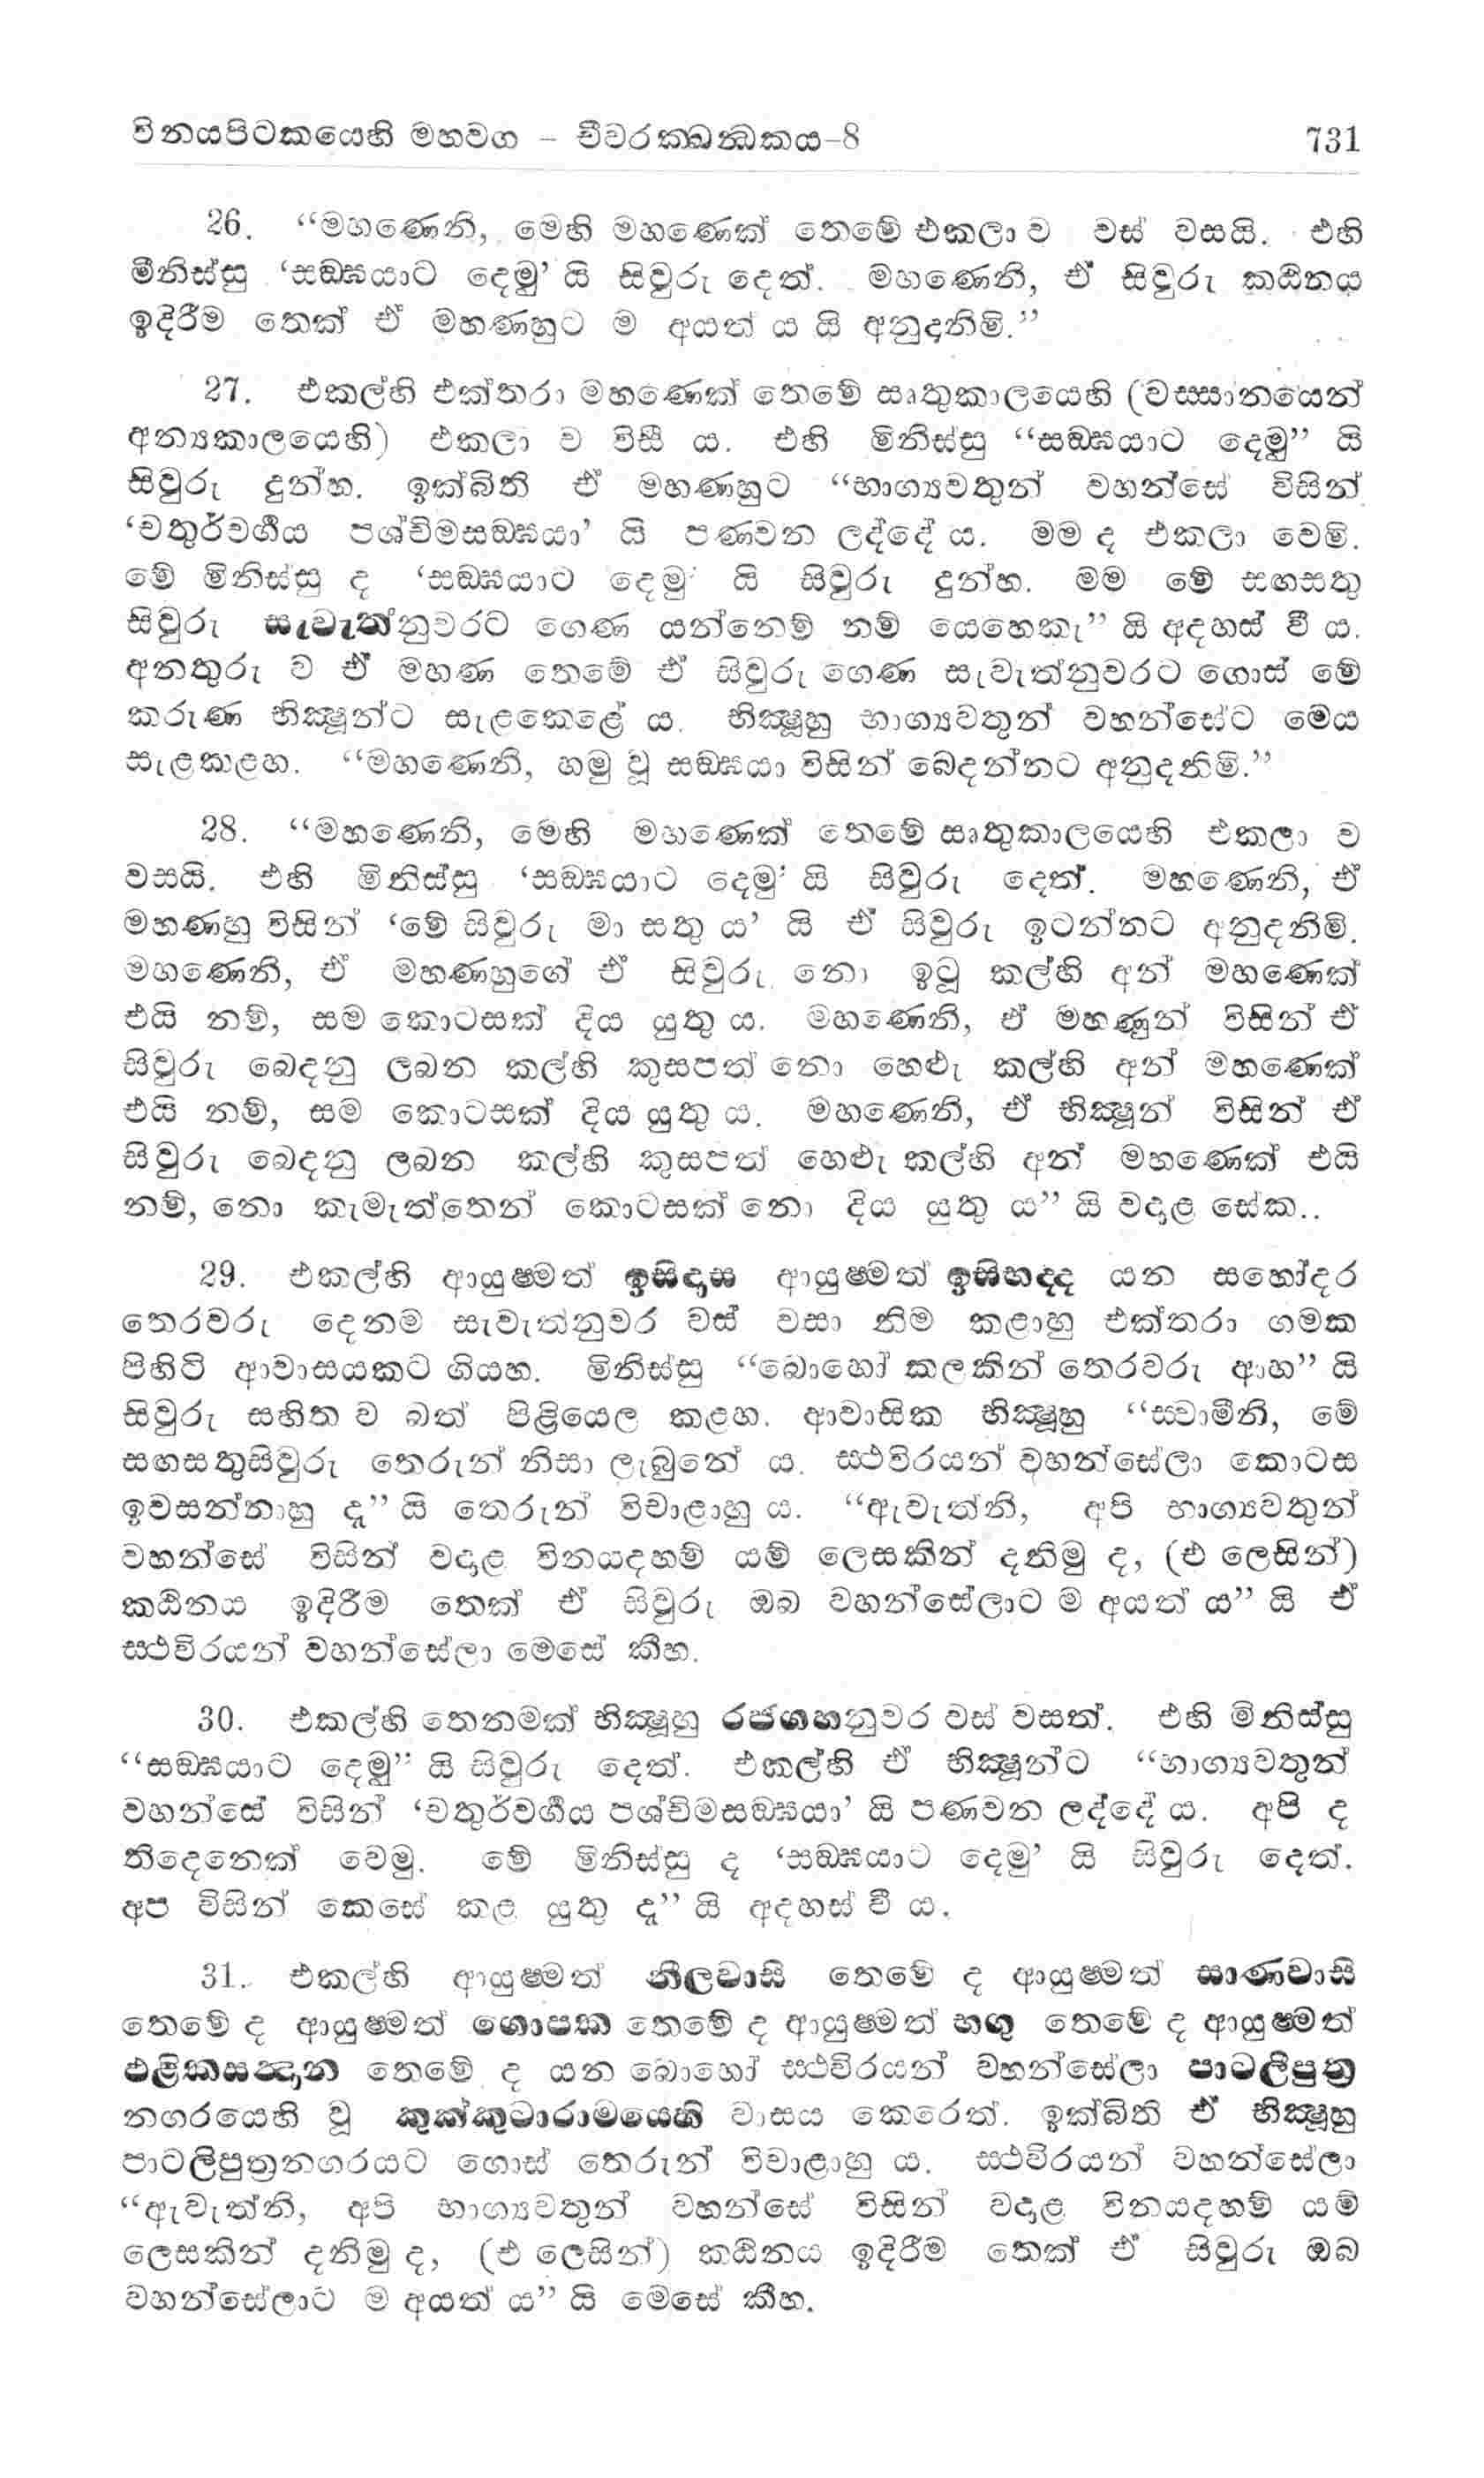 විනයපිටකයෙහි මහවග – චීවරක්ඛන්ධකය–8 731
26. “මහණෙනි, මෙහි මහණෙක් තෙමේ එකලා ව වස් වසයි. එහි
මිනිස්සු ‘සඞ්ඝයාට දෙමු’ යි සිවුරු දෙත්. මහණෙනි, ඒ සිවුරු කඨිනය
ඉදිරීම තෙක් ඒ මහණහුට ම අයත් ය යි අනුදනිමි.”
27. එකල්හි එක්තරා මහණෙක් තෙමේ සෘතුකාලයෙහි (වස්සානයෙන්
අන්‍යකාලයෙහි) එකලා ව විසී ය. එහි මිනිස්සු “සඞ්ඝයාට දෙමු” යි
සිවුරු දුන්හ. ඉක්බිති ඒ මහණහුට “භාග්‍යවතුන් වහන්සේ විසින්
‘චතුර්වර්‍ගීය පශ්චිමසඞ්ඝයා’ යි පණවන ලද්දේ ය. මම ද එකලා වෙමි.
මේ මිනිස්සු ද ‘සඞ්ඝයාට දෙමු’ යි සිවුරු දුන්හ. මම මේ සඟසතු
සිවුරු සැවැත්නුවරට ගෙණ යන්නෙම් නම් යෙහෙකැ” යි අදහස් වී ය.
අනතුරු ව ඒ මහණ තෙමේ ඒ සිවුරු ගෙණ සැවැත්නුවරට ගොස් මේ
කරුණ භික්ෂූන්ට සැළකෙළේ ය. භික්ෂූහු භාග්‍යවතුන් වහන්සේට මෙය
සැළකළහ. “මහණෙනි, හමු වූ සඞ්ඝයා විසින් බෙදන්නට අනුදනිමි.”
28. “මහණෙනි, මෙහි මහණෙක් තෙමේ සෘතුකාලයෙහි එකලා ව
වසයි. එහි මිනිස්සු ‘සඞ්ඝයාට දෙමු’ යි සිවුරු දෙත්. මහණෙනි, ඒ
මහණහු විසින් ‘මේ සිවුරු මා සතු ය’ යි ඒ සිවුරු ඉටන්නට අනුදනිමි.
මහණෙනි, ඒ මහණහුගේ ඒ සිවුරු නො ඉටූ කල්හි අන් මහණෙක්
එයි නම්, සම කොටසක් දිය යුතු ය. මහණෙනි, ඒ මහණුන් විසින් ඒ
සිවුරු බෙදනු ලබන කල්හි කුසපත් නො හෙළූ කල්හි අන් මහණෙක්
එයි නම්, සම කොටසක් දිය යුතු ය. මහණෙනි, ඒ භික්ෂූන් විසින් ඒ
සිවුරු බෙදනු ලබන කල්හි කුසපත් හෙළූ කල්හි අන් මහණෙක් එයි
නම්, නො කැමැත්තෙන් කොටසක් නො දිය යුතු ය” යි වදාළ සේක..
29. එකල්හි ආයුෂ්මත් ඉසිදාස ආයුෂ්මත් ඉසිභද්ද යන සහෝදර
තෙරවරු දෙනම සැවැත්නුවර වස් වසා නිම කළාහු එක්තරා ගමක
පිහිටි ආවාසයකට ගියහ. මිනිස්සු “බොහෝ කලකින් තෙරවරු ආහ” යි
සිවුරු සහිත ව බත් පිළියෙල කළහ. ආවාසික භික්ෂූහු “ස්වාමීනි, මේ
සඟසතුසිවුරු තෙරුන් නිසා ලැබුනේ ය. ස්ථවිරයන් වහන්සේලා කොටස
ඉවසන්නාහු දැ” යි තෙරුන් විචාළාහු ය. “ඇවැත්නි, අපි භාග්‍යවතුන්
වහන්සේ විසින් වදාළ විනයදහම් යම් ලෙසකින් දනිමු ද, (එ ලෙසින්)
කඨිනය ඉදිරීම තෙක් ඒ සිවුරු ඔබ වහන්සේලාට ම අයත් ය” යි ඒ
ස්ථවිරයන් වහන්සේලා මෙසේ කීහ.
30. එකල්හි තෙනමක් භික්ෂූහු රජගහනුවර වස් වසත්. එහි මිනිස්සු
“සඞ්ඝයාට දෙමු” යි සිවුරු දෙත්. එකල්හි ඒ භික්ෂූන්ට “භාග්‍යවතුන්
වහන්සේ විසින් ‘චතුර්වර්‍ගීය පශ්චිමසඞ්ඝයා’ යි පණවන ලද්දේ ය. අපි ද
තිදෙනෙක් වෙමු. මේ මිනිස්සු ද ‘සඞ්ඝයාට දෙමු’ යි සිවුරු දෙත්.
අප විසින් කෙසේ කළ යුතු දැ” යි අදහස් වී ය.
31. එකල්හි ආයුෂ්මත් නීලවාසී තෙමේ ද ආයුෂ්මත් සාණවාසී
තෙමේ ද ආයුෂ්මත් ගොපක තෙමේ ද ආයුෂ්මත් භගු තෙමේ ද ආයුෂ්මත්
ඵළිකසන්‍දාන තෙමේ ද යන බොහෝ ස්ථවිරයන් වහන්සේලා පාටලීපුත්‍ර
නගරයෙහි වූ කුක්කුටාරාමයෙහි වාසය කෙරෙත්. ඉක්බිති ඒ භික්ෂූහු
පාටලිපුත්‍රනගරයට ගොස් තෙරුන් විචාළාහු ය. ස්ථවිරයන් වහන්සේලා
“ඇවැත්නි, අපි භාග්‍යවතුන් වහන්සේ විසින් වදාළ විනයදහම් යම්
ලෙසකින් දනිමු ද, (එ ලෙසින්) කඨිනය ඉදිරීම තෙක් ඒ සිවුරු ඔබ
වහන්සේලාට ම අයත් ය” යි මෙසේ කීහ.